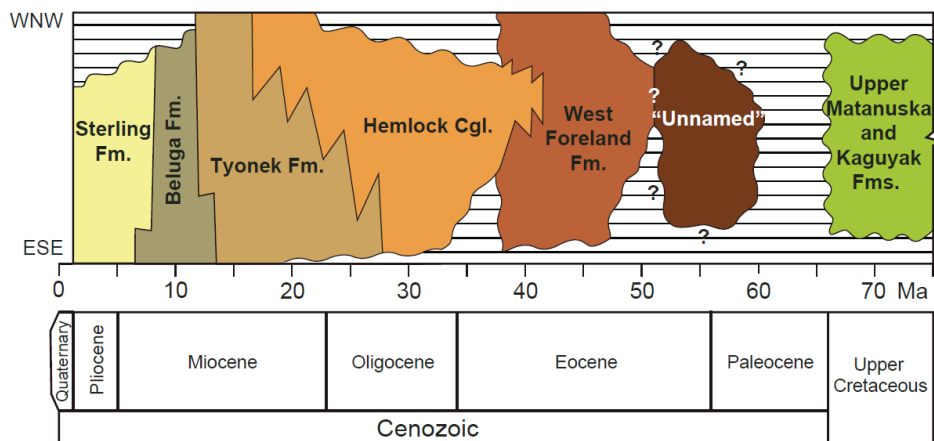 WNW
ESE
Sterling
Fm.
Beluga Fm.
Tyonek Fm.
Hemlock Cgl.
West
Foreland
Fm.
?
?
?
"Unnamed"
?
?
Upper
Matanuska
and
Kaguyak
Fms.
0
10
20
30
40
50
60
70
Ma
Quaternary
Pliocene
Miocene
Oligocene
Eocene
Paleocene
Upper
Cretaceous
Cenozoic